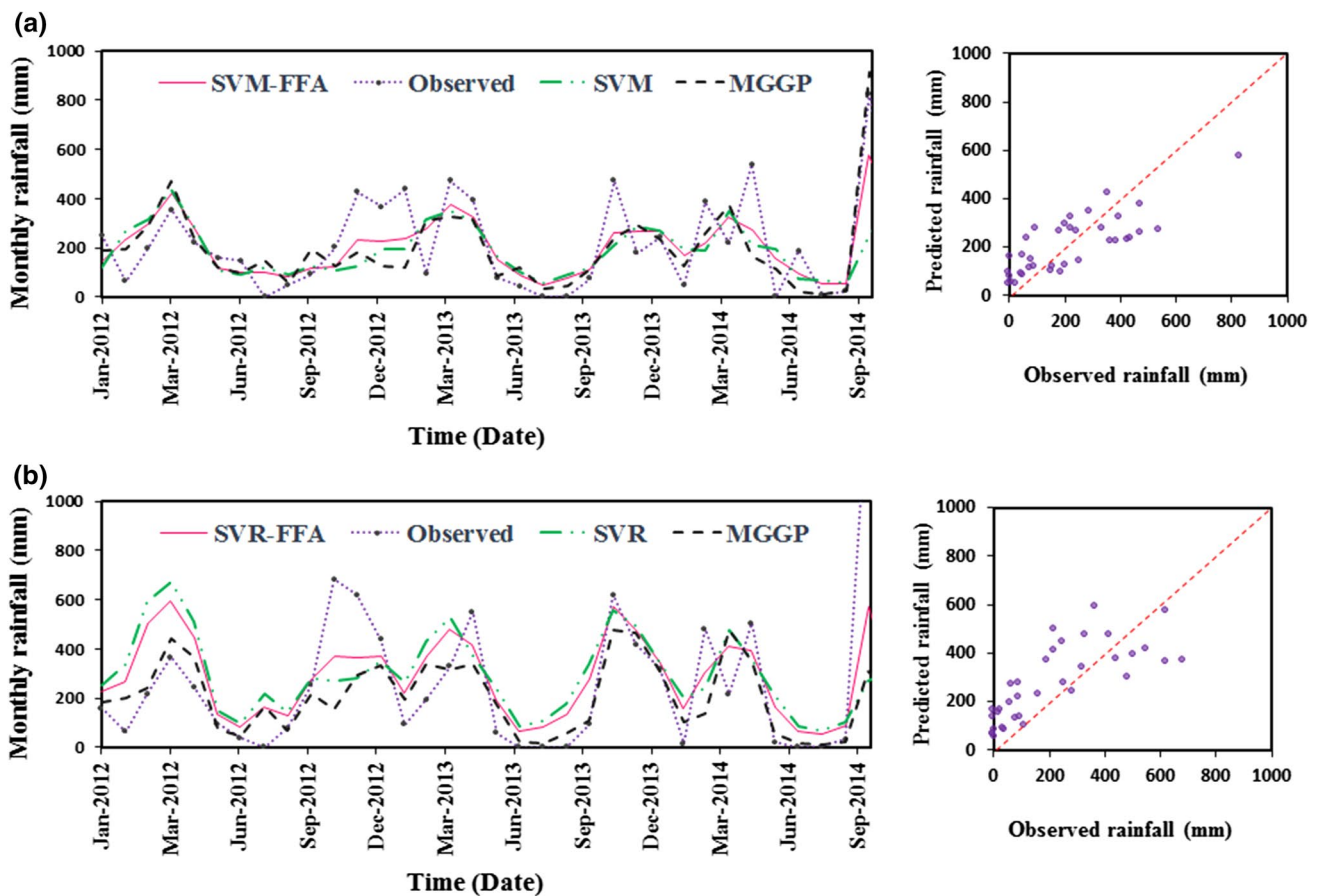 (a)
1000
800
600
400
200
0
Monthly rainfall (mm)
SVM-FFA Observed SVM MGGP
Jan-2012
Mar-2012
Jun-2012
Sep-2012
Dec-2012
Mar-2013
Jun-2013
Sep-2013
Dec-2013
Mar-2014
Jun-2014
Sep-2014
Time (Date)
1000
800
600
400
200
0
Predicted rainfall (mm)
0 200 400 600 800 1000
Observed rainfall (mm)
(b)
1000
800
600
400
200
0
Monthly rainfall (mm)
SVR-FFA Observed SVR MGGP
Jan-2012
Mar-2012
Jun-2012
Sep-2012
Dec-2012
Mar-2013
Jun-2013
Sep-2013
Dec-2013
Mar-2014
Jun-2014
Sep-2014
Time (Date)
1000
800
600
400
200
0
Predicted rainfall (mm)
0 200 400 600 800 1000
Observed rainfall (mm)